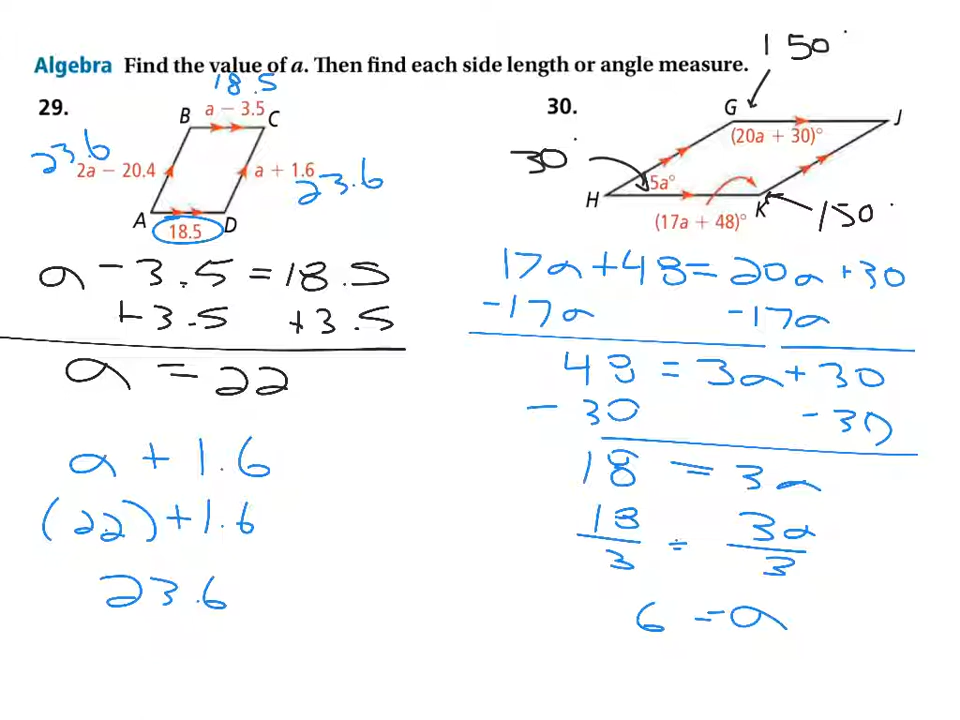 150°
Algebra Find the value of a. Then find each side length or angle measure.
29.
18.5
B a − 3.5 C
23.6
2a − 20.4
a + 1.6
23.6
A 18.5 D
a - 3.5 = 18.5
+3.5 +3.5
a = 22
a + 1.6
(22) + 1.6
23.6
30.
G J
(20a + 30)°
30°
5a°
H K
(17a + 48)°
150°
17a + 48 = 20a + 30
-17a -17a
48 = 3a + 30
- 30 - 30
18 = 3a
18 = 3a
3 3
6 = a